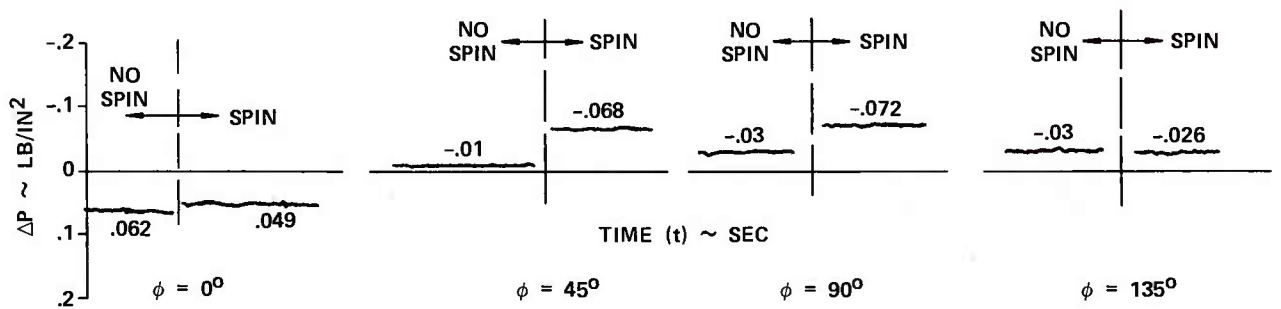 -.2
-.1
0
.1
.2
ΔP ~ LB/IN²
NO SPIN
SPIN
.062
.049
ϕ = 0°
NO SPIN
SPIN
-.01
-.068
ϕ = 45°
NO SPIN
SPIN
-.03
-.072
ϕ = 90°
NO SPIN
SPIN
-.03
-.026
ϕ = 135°
TIME (t) ~ SEC